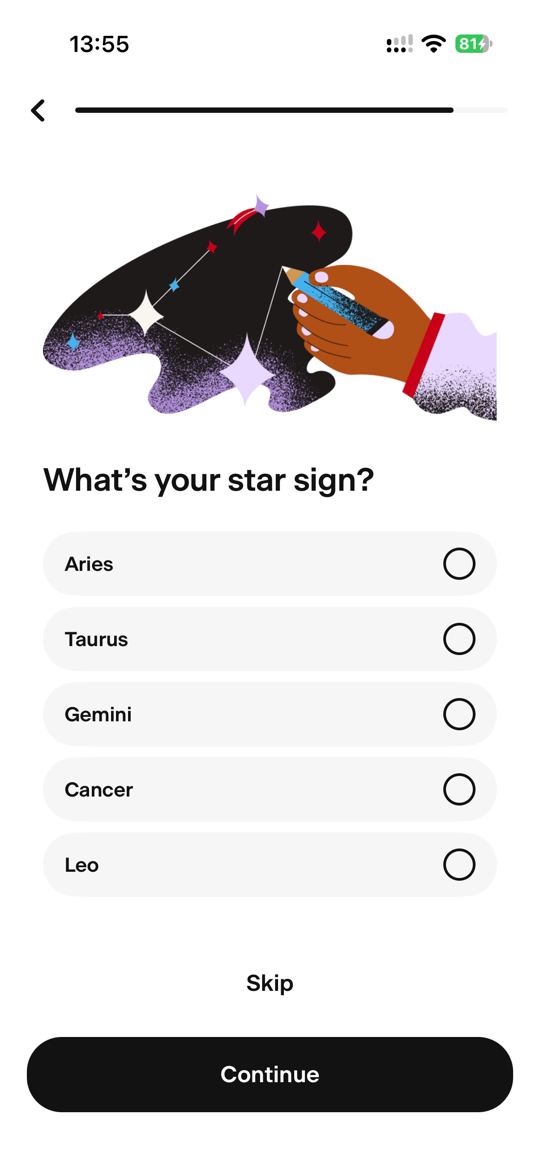 13:55
81
What’s your star sign?
Aries
Taurus
Gemini
Cancer
Leo
Skip
Continue